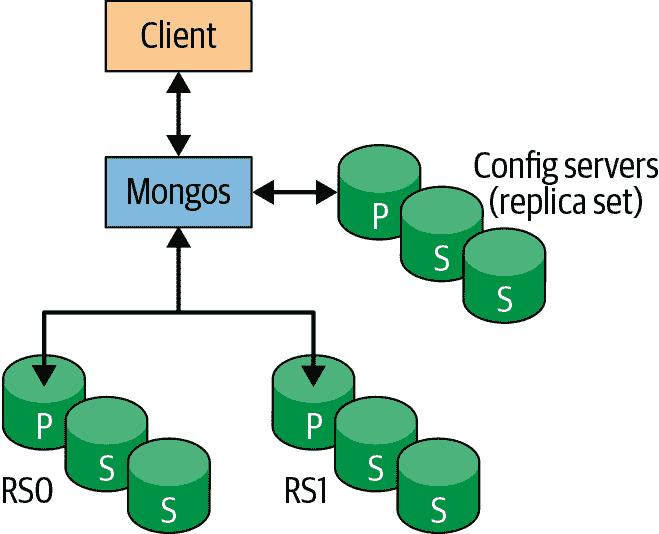 Client
Mongos
Config servers
(replica set)
P
S
S
P
S
S
RS0
P
S
S
RS1